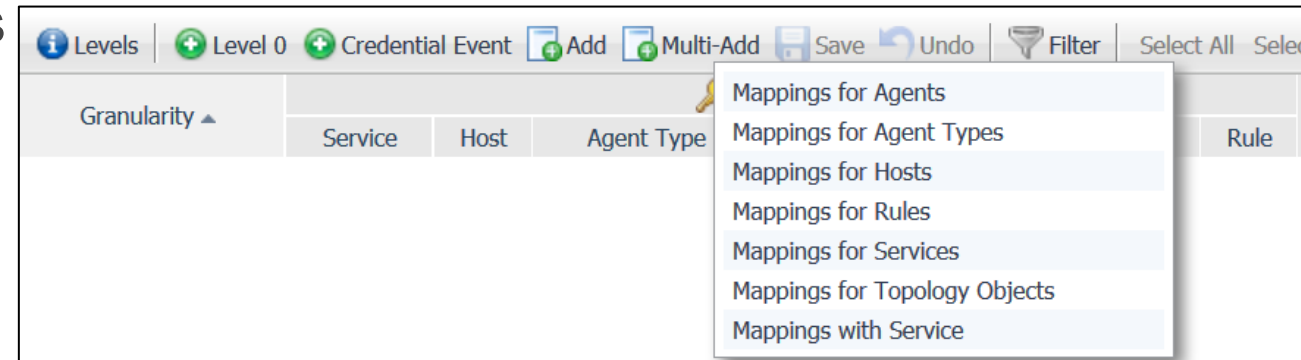 Levels Level 0 Credential Event Add Multi-Add Save Undo Filter Select All
Granularity
Service Host Agent Type Rule
Mappings for Agents
Mappings for Agent Types
Mappings for Hosts
Mappings for Rules
Mappings for Services
Mappings for Topology Objects
Mappings with Service